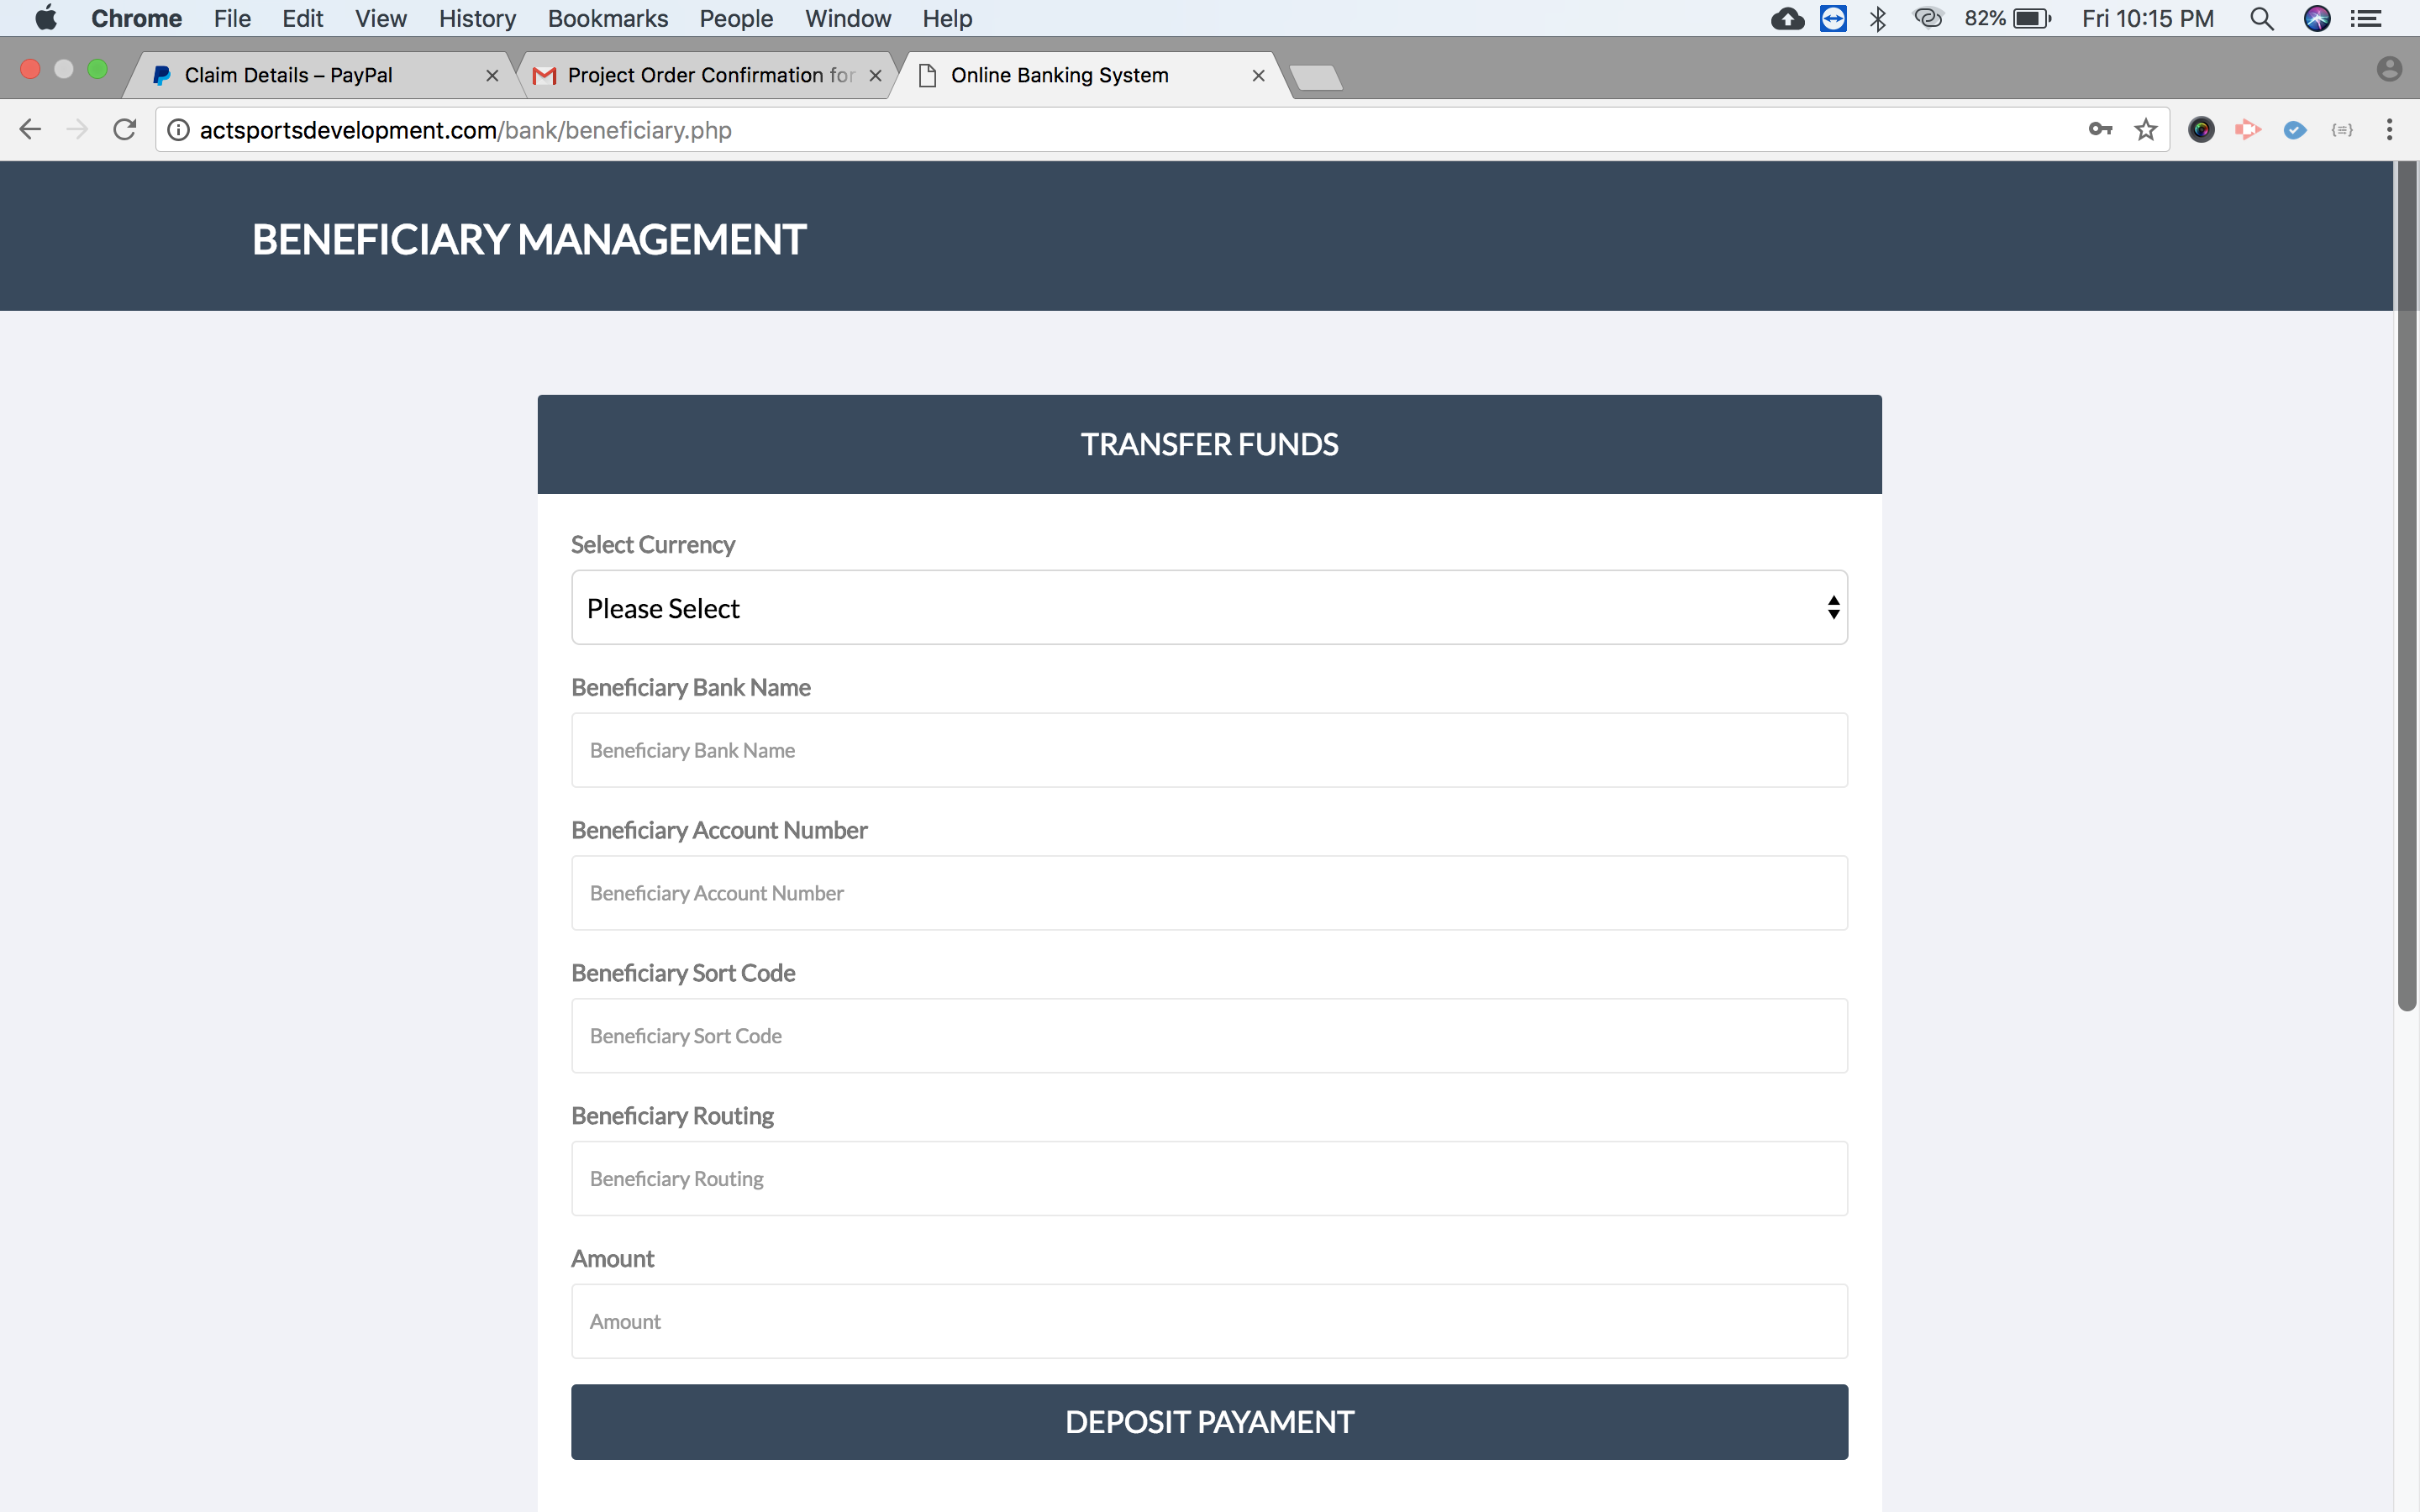 Chrome File Edit View History Bookmarks People Window Help 82% Fri 10:15 PM
Claim Details – PayPal Project Order Confirmation for Online Banking System
actsportsdevelopment.com/bank/beneficiary.php
BENEFICIARY MANAGEMENT
TRANSFER FUNDS
Select Currency
Please Select
Beneficiary Bank Name
Beneficiary Bank Name
Beneficiary Account Number
Beneficiary Account Number
Beneficiary Sort Code
Beneficiary Sort Code
Beneficiary Routing
Beneficiary Routing
Amount
Amount
DEPOSIT PAYAMENT